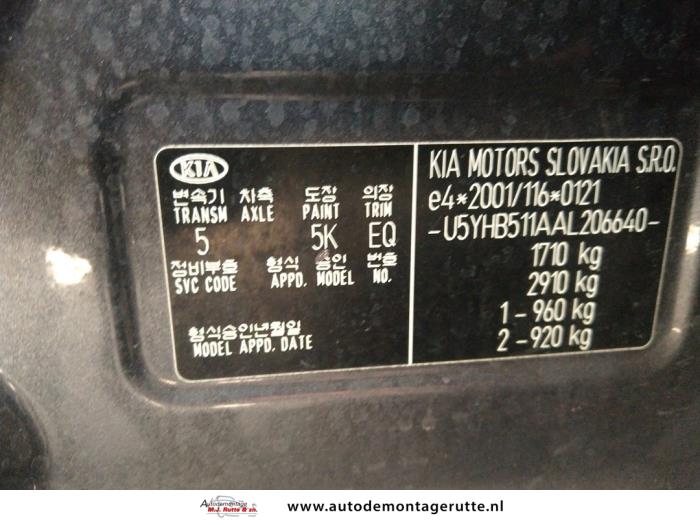 KIA
변속기 차축 도장 의장
TRANSM AXLE PAINT TRIM
5 5K EQ
정비부호 형식 승인 번호
SVC CODE APPD. MODEL NO.
형식승인년월일
MODEL APPD. DATE
KIA MOTORS SLOVAKIA S.R.O.
e4*2001/116*0121
-U5YHB511AAL206640-
1710 kg
2910 kg
1-960 kg
2-920 kg
Autodemontage
M.J. Rutte & zn.
www.autodemontagerutte.nl